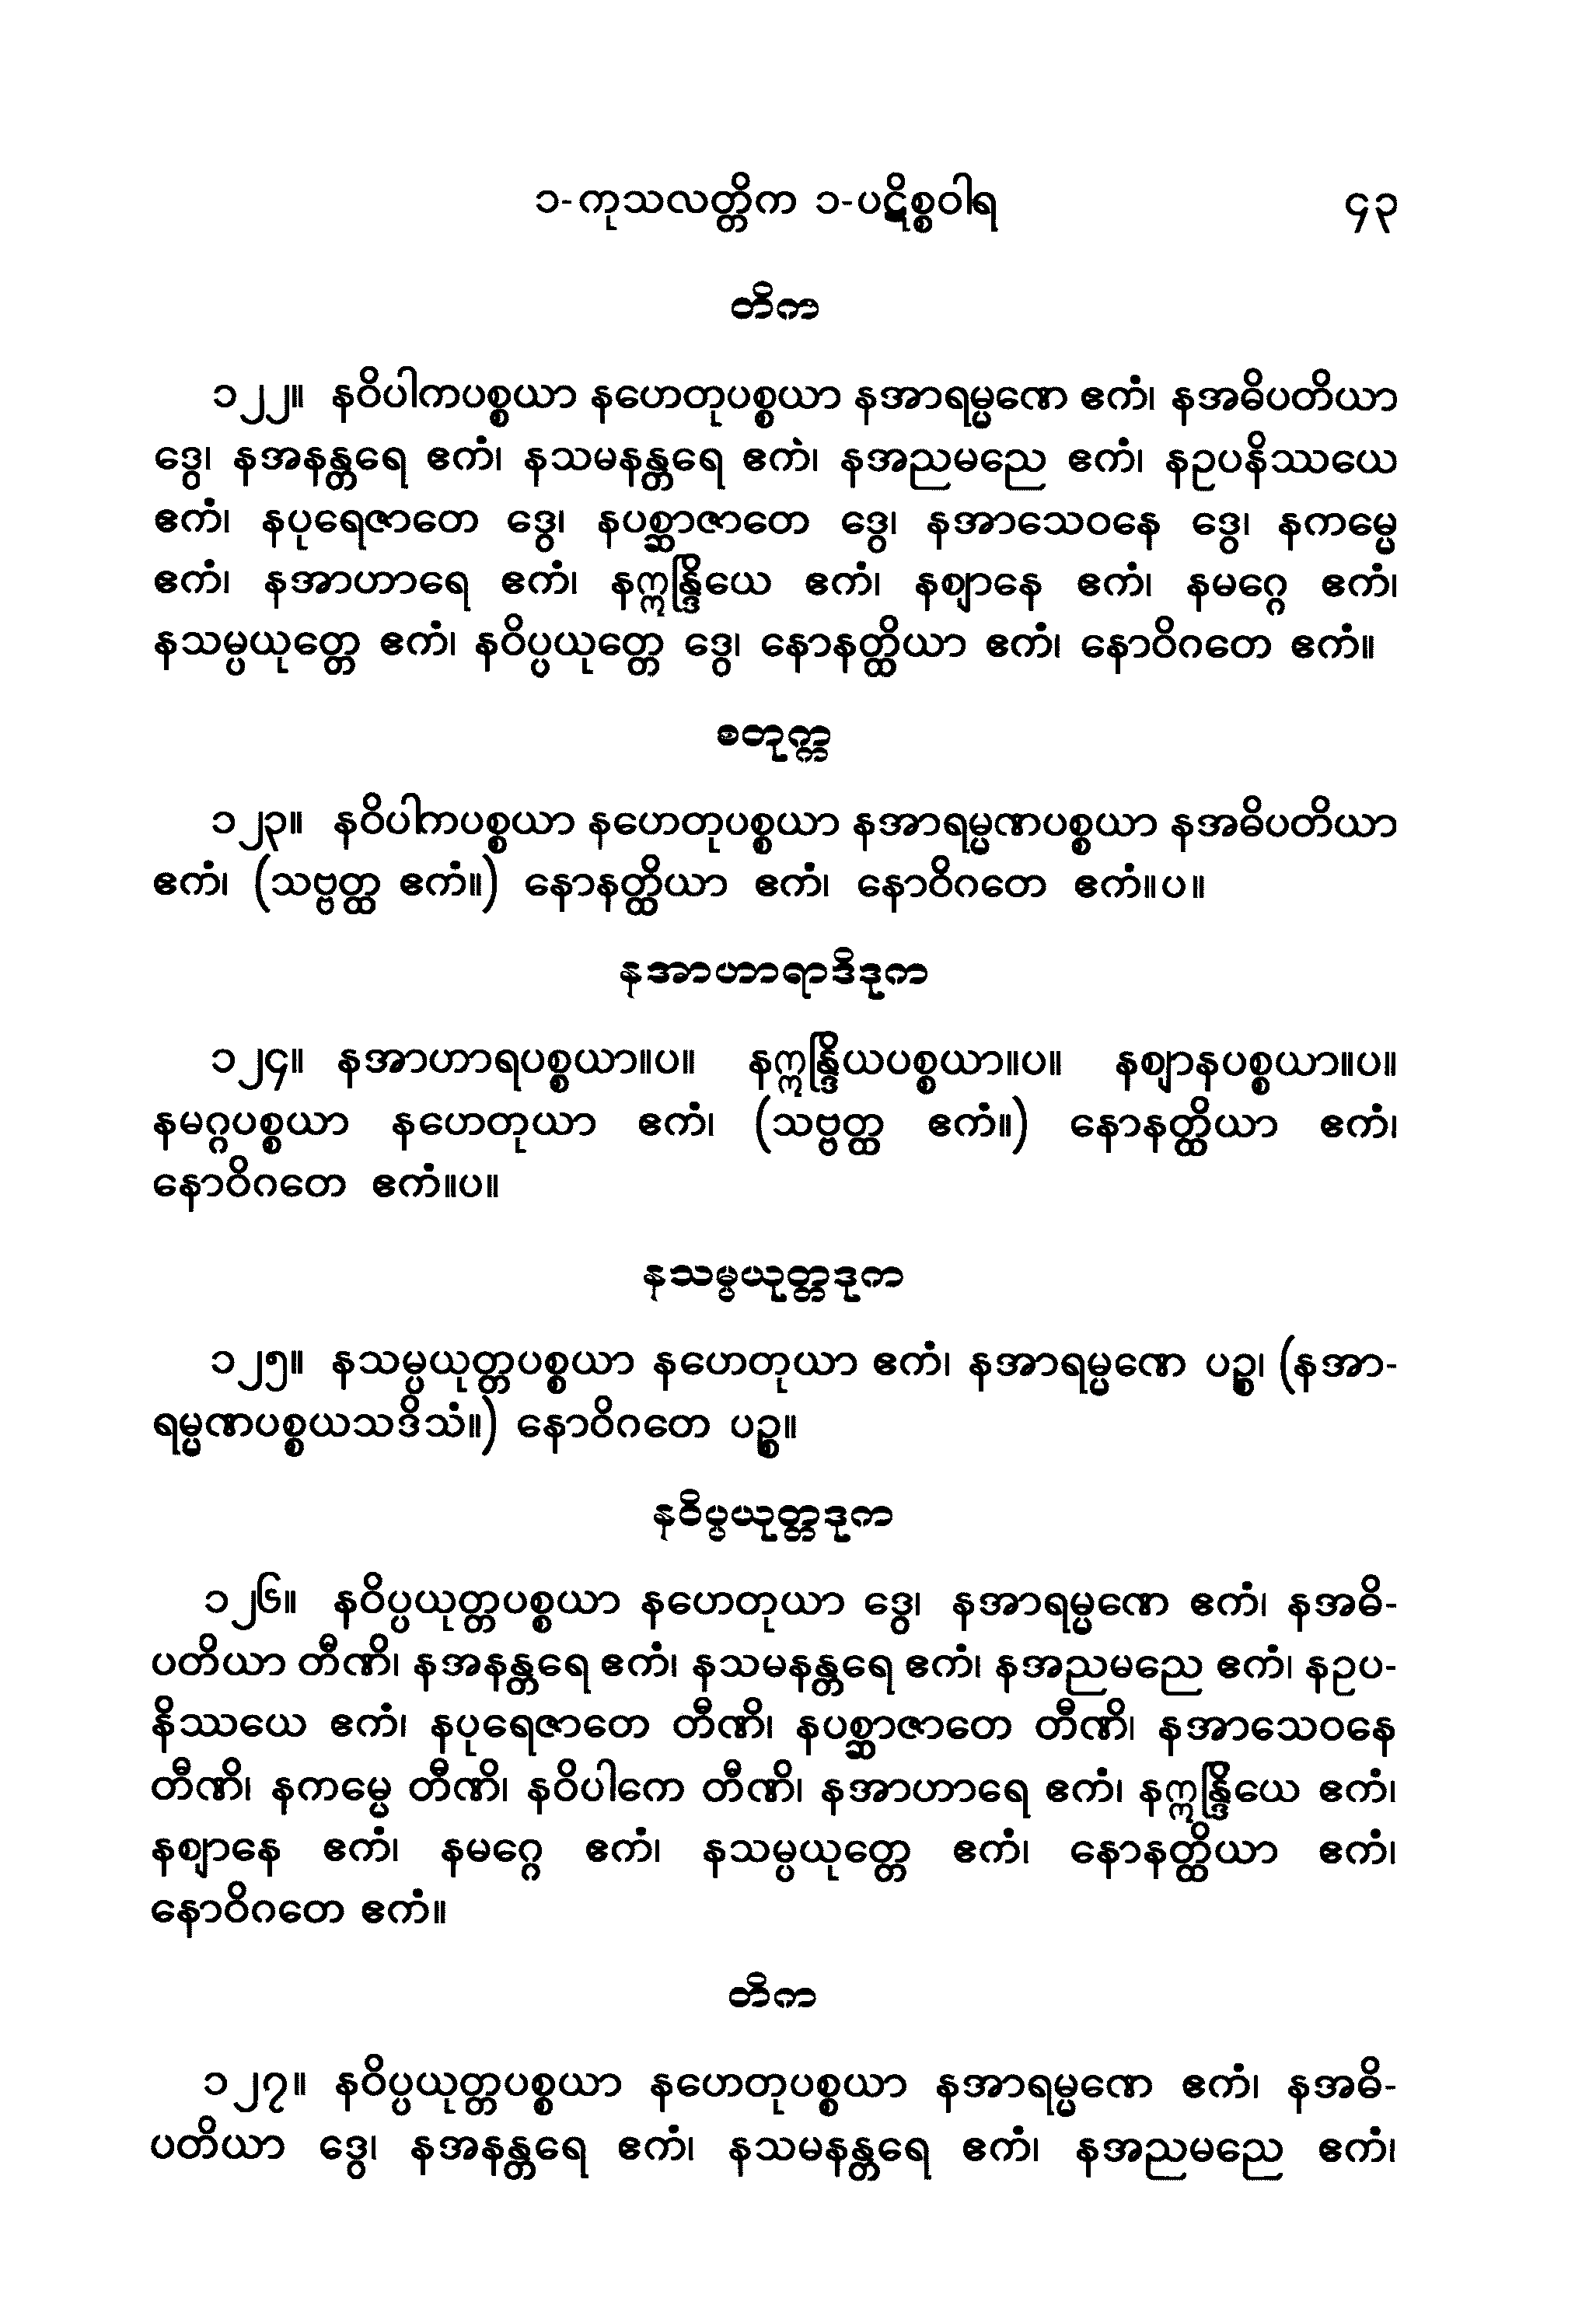 ၁-ကုသလတ္တိက ၁-ပဋိစ္စဝါရ ၄၃
တိက
၁၂၂။ နဝိပါကပစ္စယာ နဟေတုပစ္စယာ နအာရမ္မဏေ ဧကံ၊ နအဓိပတိယာ
ဒွေ၊ နအနန္တရေ ဧကံ၊ နသမနန္တရေ ဧကံ၊ နအညမညေ ဧကံ၊ နဥပနိဿယေ
ဧကံ၊ နပုရေဇာတေ ဒွေ၊ နပစ္ဆာဇာတေ ဒွေ၊ နအာသေဝနေ ဒွေ၊ နကမ္မေ
ဧကံ၊ နအာဟာရေ ဧကံ၊ နဣန္ဒြိယေ ဧကံ၊ နဈာနေ ဧကံ၊ နမဂ္ဂေ ဧကံ၊
နသမ္ပယုတ္တေ ဧကံ၊ နဝိပ္ပယုတ္တေ ဒွေ၊ နောနတ္ထိယာ ဧကံ၊ နောဝိဂတေ ဧကံ။
စတုက္က
၁၂၃။ နဝိပါကပစ္စယာ နဟေတုပစ္စယာ နအာရမ္မဏပစ္စယာ နအဓိပတိယာ
ဧကံ၊ (သဗ္ဗတ္ထ ဧကံ။) နောနတ္ထိယာ ဧကံ၊ နောဝိဂတေ ဧကံ။ပ။
နအာဟာရာဒိဒုက
၁၂၄။ နအာဟာရပစ္စယာ။ပ။ နဣန္ဒြိယပစ္စယာ။ပ။ နဈာနပစ္စယာ။ပ။
နမဂ္ဂပစ္စယာ နဟေတုယာ ဧကံ၊ (သဗ္ဗတ္ထ ဧကံ။) နောနတ္ထိယာ ဧကံ၊
နောဝိဂတေ ဧကံ။ပ။
နသမ္ပယုတ္တဒုက
၁၂၅။ နသမ္ပယုတ္တပစ္စယာ နဟေတုယာ ဧကံ၊ နအာရမ္မဏေ ပဉ္စ၊ (နအာ-
ရမ္မဏပစ္စယသဒိသံ။) နောဝိဂတေ ပဉ္စ။
နဝိပ္ပယုတ္တဒုက
၁၂၆။ နဝိပ္ပယုတ္တပစ္စယာ နဟေတုယာ ဒွေ၊ နအာရမ္မဏေ ဧကံ၊ နအဓိ-
ပတိယာ တီဏိ၊ နအနန္တရေ ဧကံ၊ နသမနန္တရေ ဧကံ၊ နအညမညေ ဧကံ၊ နဥပ-
နိဿယေ ဧကံ၊ နပုရေဇာတေ တီဏိ၊ နပစ္ဆာဇာတေ တီဏိ၊ နအာသေဝနေ
တီဏိ၊ နကမ္မေ တီဏိ၊ နဝိပါကေ တီဏိ၊ နအာဟာရေ ဧကံ၊ နဣန္ဒြိယေ ဧကံ၊
နဈာနေ ဧကံ၊ နမဂ္ဂေ ဧကံ၊ နသမ္ပယုတ္တေ ဧကံ၊ နောနတ္ထိယာ ဧကံ၊
နောဝိဂတေ ဧကံ။
တိက
၁၂၇။ နဝိပ္ပယုတ္တပစ္စယာ နဟေတုပစ္စယာ နအာရမ္မဏေ ဧကံ၊ နအဓိ-
ပတိယာ ဒွေ၊ နအနန္တရေ ဧကံ၊ နသမနန္တရေ ဧကံ၊ နအညမညေ ဧကံ၊